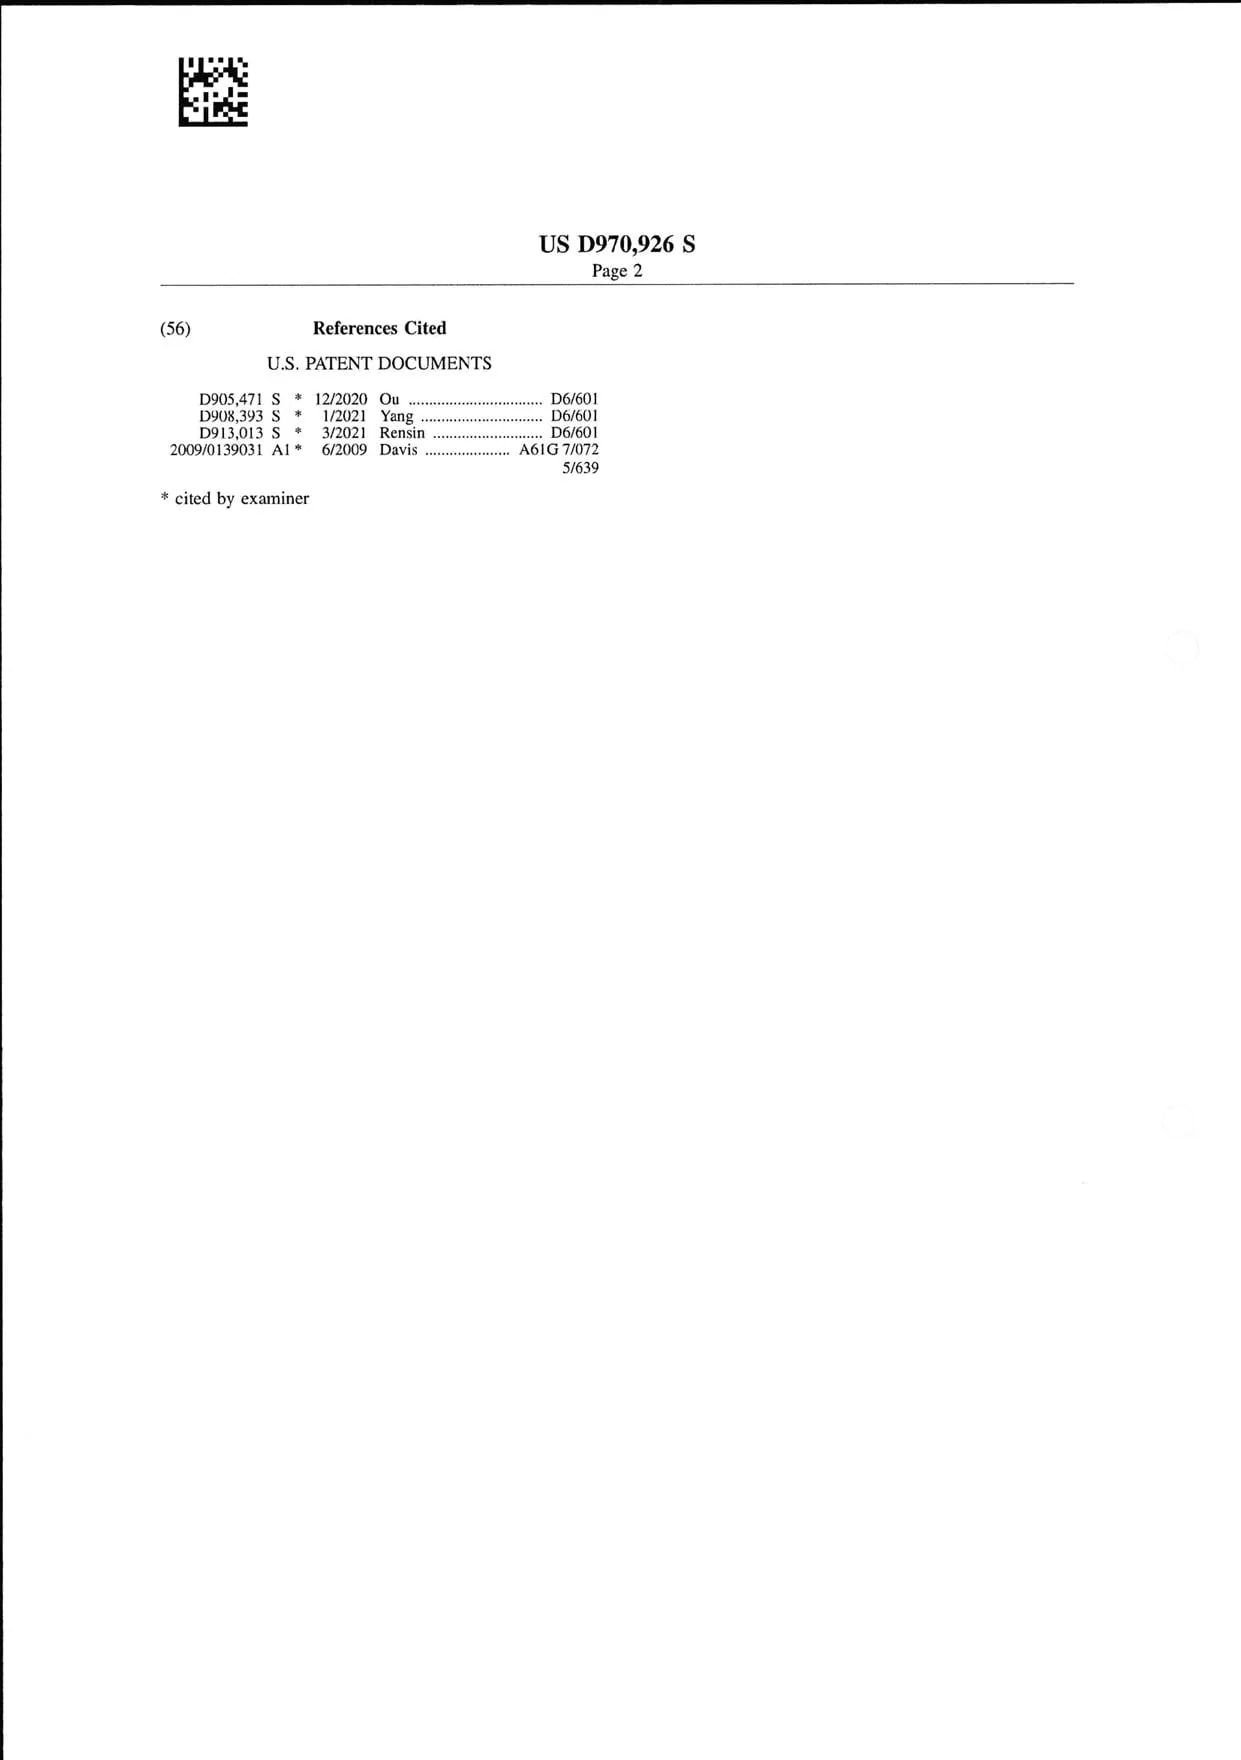 US D970,926 S
Page 2
(56) References Cited
U.S. PATENT DOCUMENTS
D905,471 S * 12/2020 Ou ................................. D6/601
D908,393 S * 1/2021 Yang .............................. D6/601
D913,013 S * 3/2021 Rensin ........................... D6/601
2009/0139031 A1 * 6/2009 Davis ..................... A61G 7/072
5/639
* cited by examiner